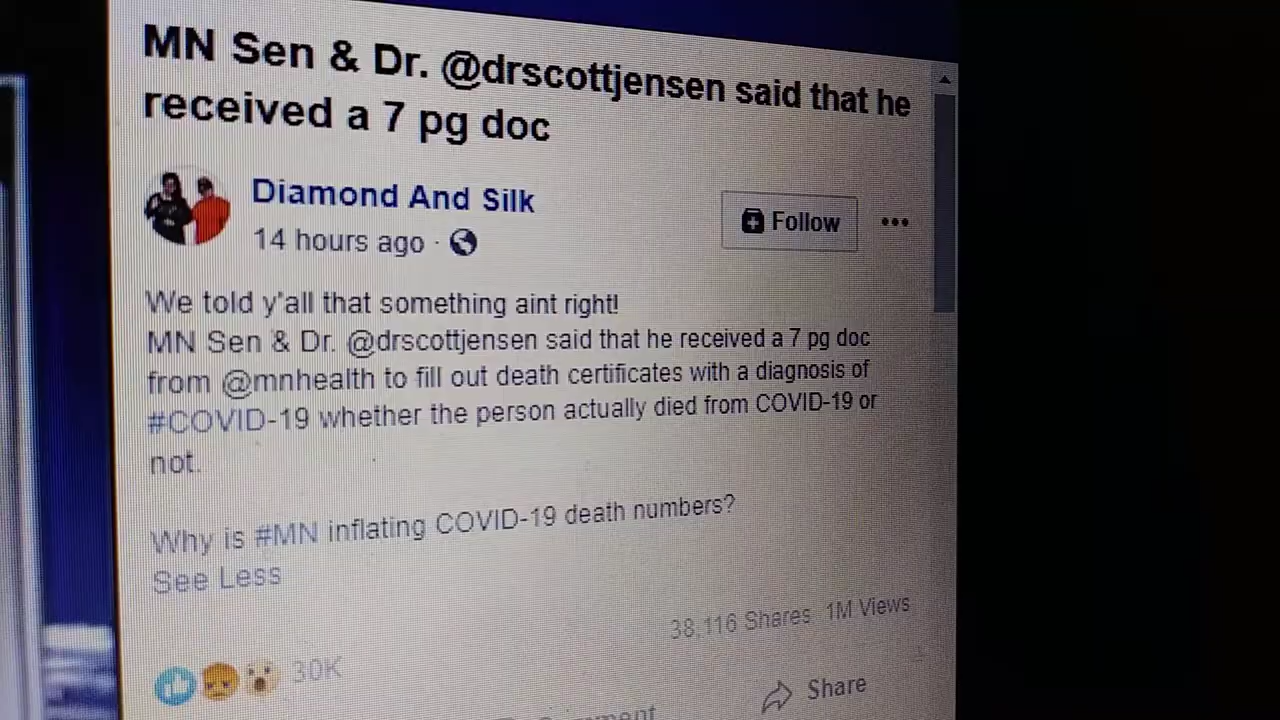 MN Sen & Dr. @drscottjensen said that he
received a 7 pg doc
Diamond And Silk
14 hours ago ·
Follow
We told y'all that something aint right!
MN Sen & Dr. @drscottjensen said that he received a 7 pg doc
from @mnhealth to fill out death certificates with a diagnosis of
#COVID-19 whether the person actually died from COVID-19 or
not.
Why is #MN inflating COVID-19 death numbers?
See Less
38,116 Shares 1M Views
30K
Share